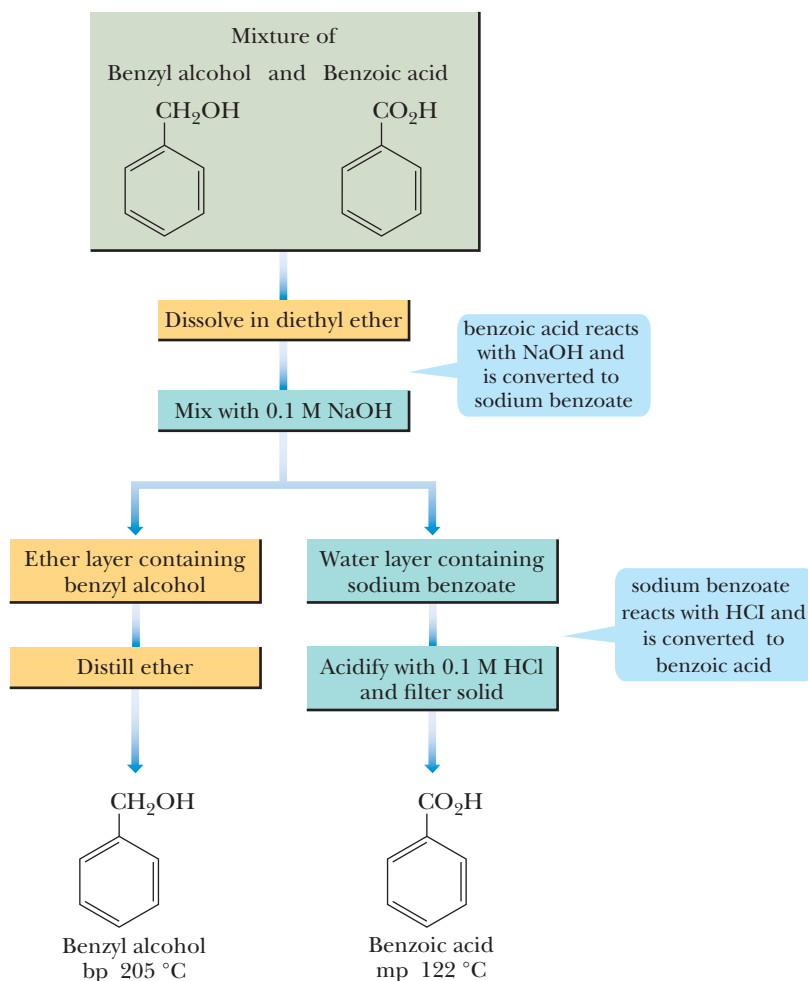 Mixture of
Benzyl alcohol and Benzoic acid
CH₂OH
CO₂H
Dissolve in diethyl ether
benzoic acid reacts
with NaOH and
is converted to
sodium benzoate
Mix with 0.1 M NaOH
Ether layer containing
benzyl alcohol
Water layer containing
sodium benzoate
sodium benzoate
reacts with HCl and
is converted to
benzoic acid
Distill ether
Acidify with 0.1 M HCl
and filter solid
CH₂OH
Benzyl alcohol
bp 205 °C
CO₂H
Benzoic acid
mp 122 °C